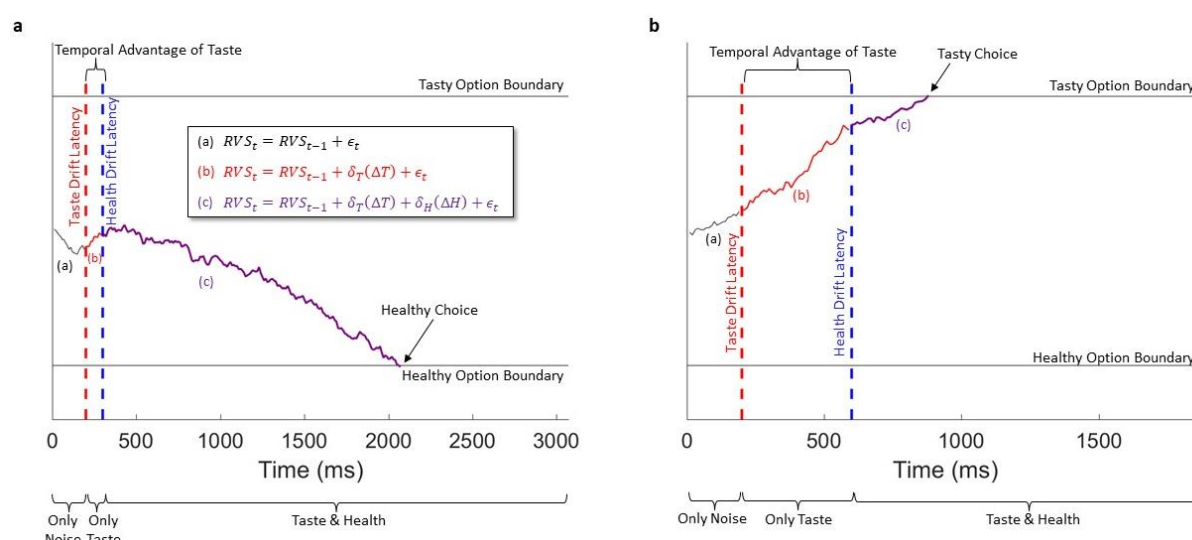 a
Temporal Advantage of Taste
Tasty Option Boundary
Taste Drift Latency
Health Drift Latency
(a) RVS_t = RVS_{t-1} + ϵ_t
(b) RVS_t = RVS_{t-1} + δ_T(ΔT) + ϵ_t
(c) RVS_t = RVS_{t-1} + δ_T(ΔT) + δ_H(ΔH) + ϵ_t
(a)
(b)
(c)
Healthy Choice
Healthy Option Boundary
0 500 1000 1500 2000 2500 3000
Time (ms)
Only
Noise
Only
Taste
Taste & Health
b
Temporal Advantage of Taste
Tasty Choice
Tasty Option Boundary
(a)
(b)
(c)
Taste Drift Latency
Health Drift Latency
Healthy Option Boundary
0 500 1000 1500
Time (ms)
Only Noise
Only Taste
Taste & Health